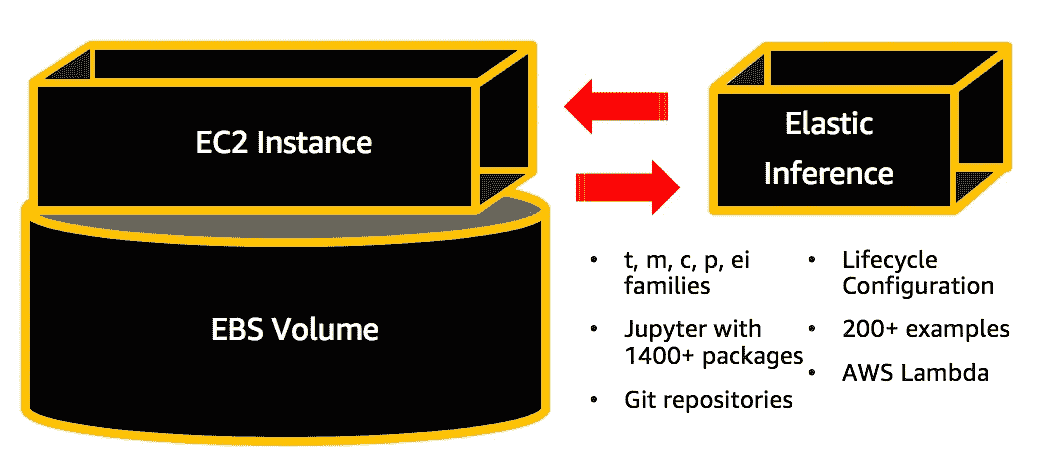 EC2 Instance
EBS Volume
Elastic
Inference
• t, m, c, p, ei
families
• Jupyter with
1400+ packages
• Git repositories
• Lifecycle
Configuration
• 200+ examples
• AWS Lambda